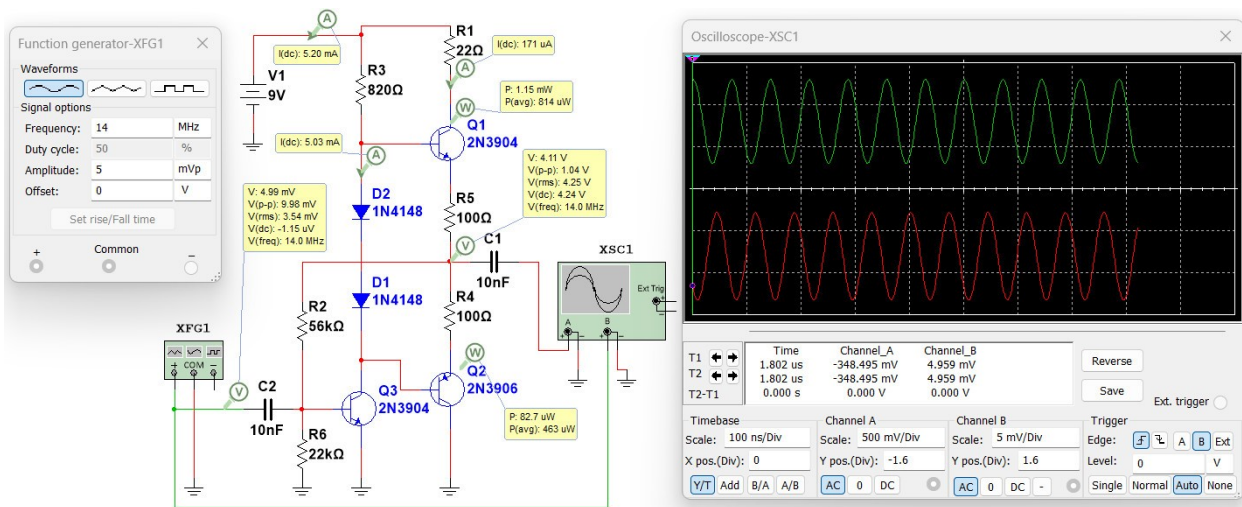 Function generator-XFG1
Waveforms
Signal options
Frequency: 14 MHz
Duty cycle: 50 %
Amplitude: 5 mVp
Offset: 0 V
Set rise/Fall time
+ Common −
A
I(dc): 5.20 mA
V1
9V
R3
820Ω
R1
22Ω
I(dc): 171 uA
A
P: 1.15 mW
P(avg): 814 uW
W
Q1
2N3904
I(dc): 5.03 mA
A
V: 4.11 V
V(p-p): 1.04 V
V(rms): 4.25 V
V(dc): 4.24 V
V(freq): 14.0 MHz
V: 4.99 mV
V(p-p): 9.98 mV
V(rms): 3.54 mV
V(dc): -1.15 uV
V(freq): 14.0 MHz
D2
1N4148
R5
100Ω
V
C1
10nF
XSC1
Ext Trig
+
−
A
B
+ − + −
D1
1N4148
R2
56kΩ
R4
100Ω
XFG1
+ COM −
V
C2
10nF
Q3
2N3904
Q2
2N3906
W
P: 82.7 uW
P(avg): 463 uW
R6
22kΩ
Oscilloscope-XSC1
Time Channel_A Channel_B
T1 1.802 us -348.495 mV 4.959 mV
T2 1.802 us -348.495 mV 4.959 mV
T2-T1 0.000 s 0.000 V 0.000 V
Reverse
Save
Ext. trigger
Timebase
Scale: 100 ns/Div
X pos.(Div): 0
Y/T Add B/A A/B
Channel A
Scale: 500 mV/Div
Y pos.(Div): -1.6
AC 0 DC
Channel B
Scale: 5 mV/Div
Y pos.(Div): 1.6
AC 0 DC -
Trigger
Edge: A B Ext
Level: 0 V
Single Normal Auto None